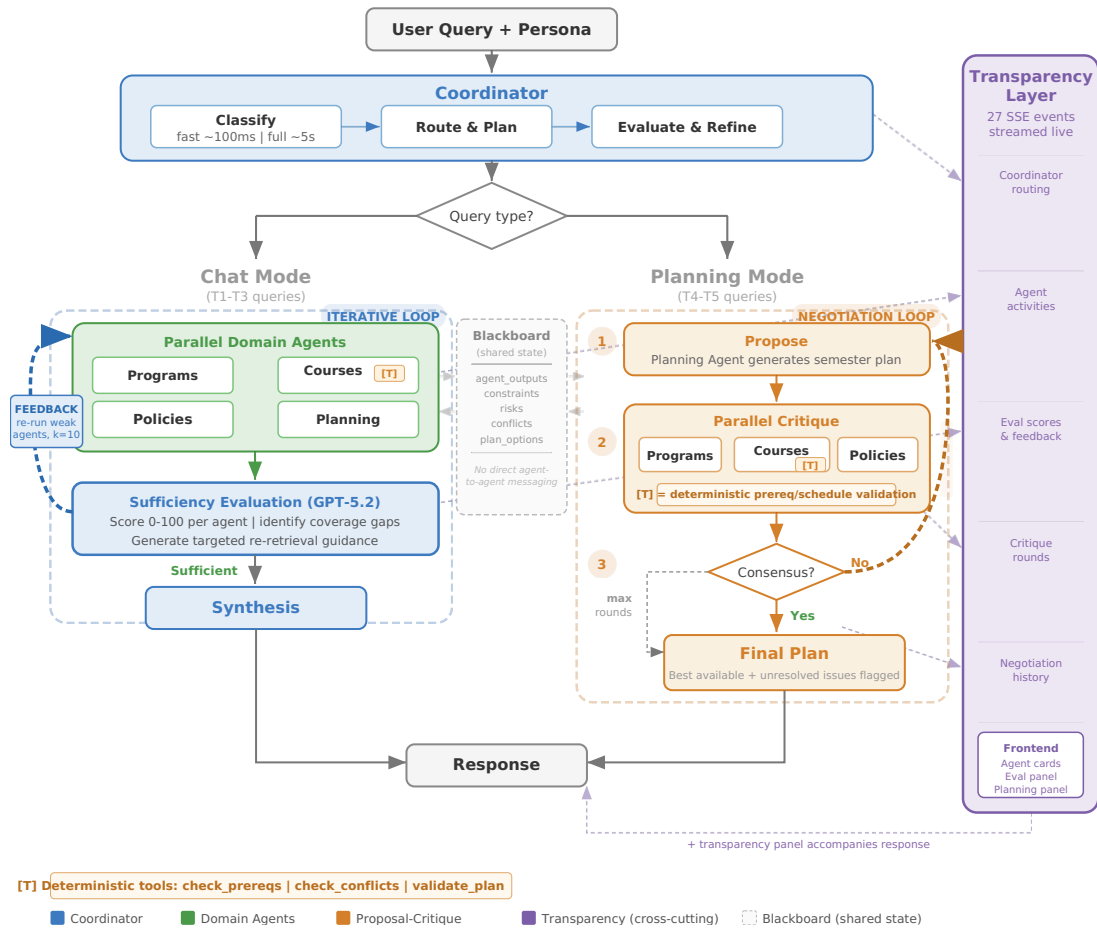 User Query + Persona
Coordinator
Classify
fast ~100ms | full ~5s
Route & Plan
Evaluate & Refine
Query type?
Chat Mode
(T1-T3 queries)
ITERATIVE LOOP
Parallel Domain Agents
Programs
Courses
[T]
Policies
Planning
FEEDBACK
re-run weak
agents, k=10
Sufficiency Evaluation (GPT-5.2)
Score 0-100 per agent | identify coverage gaps
Generate targeted re-retrieval guidance
Sufficient
Synthesis
Blackboard
(shared state)
agent_outputs
constraints
risks
conflicts
plan_options
No direct agent-
to-agent messaging
Planning Mode
(T4-T5 queries)
NEGOTIATION LOOP
1
Propose
Planning Agent generates semester plan
2
Parallel Critique
Programs
Courses
[T]
Policies
[T] = deterministic prereq/schedule validation
3
Consensus?
No
max
rounds
Yes
Final Plan
Best available + unresolved issues flagged
Response
Transparency
Layer
27 SSE events
streamed live
Coordinator
routing
Agent
activities
Eval scores
& feedback
Critique
rounds
Negotiation
history
Frontend
Agent cards
Eval panel
Planning panel
+ transparency panel accompanies response
[T] Deterministic tools: check_prereqs | check_conflicts | validate_plan
Coordinator
Domain Agents
Proposal-Critique
Transparency (cross-cutting)
Blackboard (shared state)